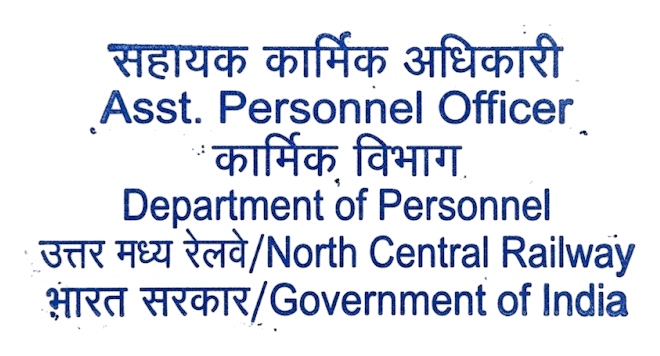 सहायक कार्मिक अधिकारी
Asst. Personnel Officer
कार्मिक विभाग
Department of Personnel
उत्तर मध्य रेलवे/North Central Railway
भारत सरकार/Government of India